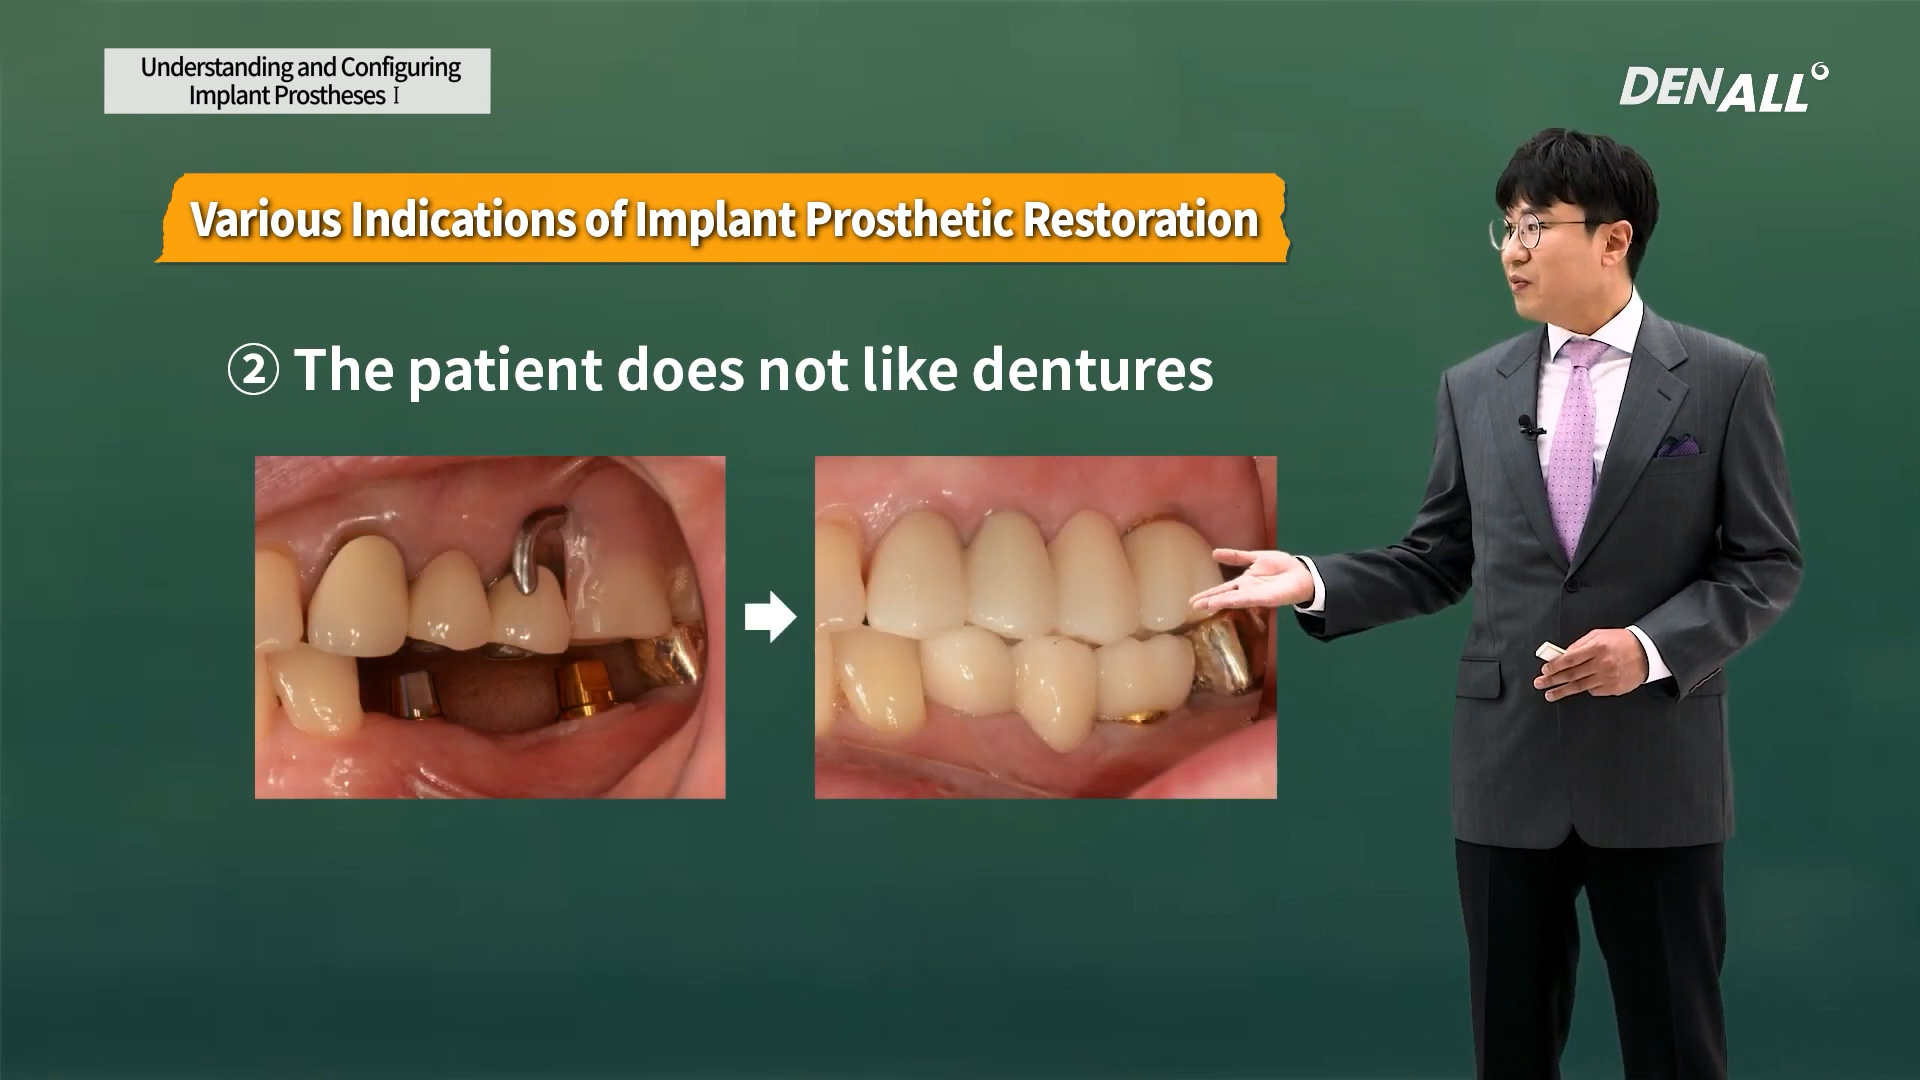 Understanding and Configuring
Implant Prostheses I
DENALL
Various Indications of Implant Prosthetic Restoration
② The patient does not like dentures